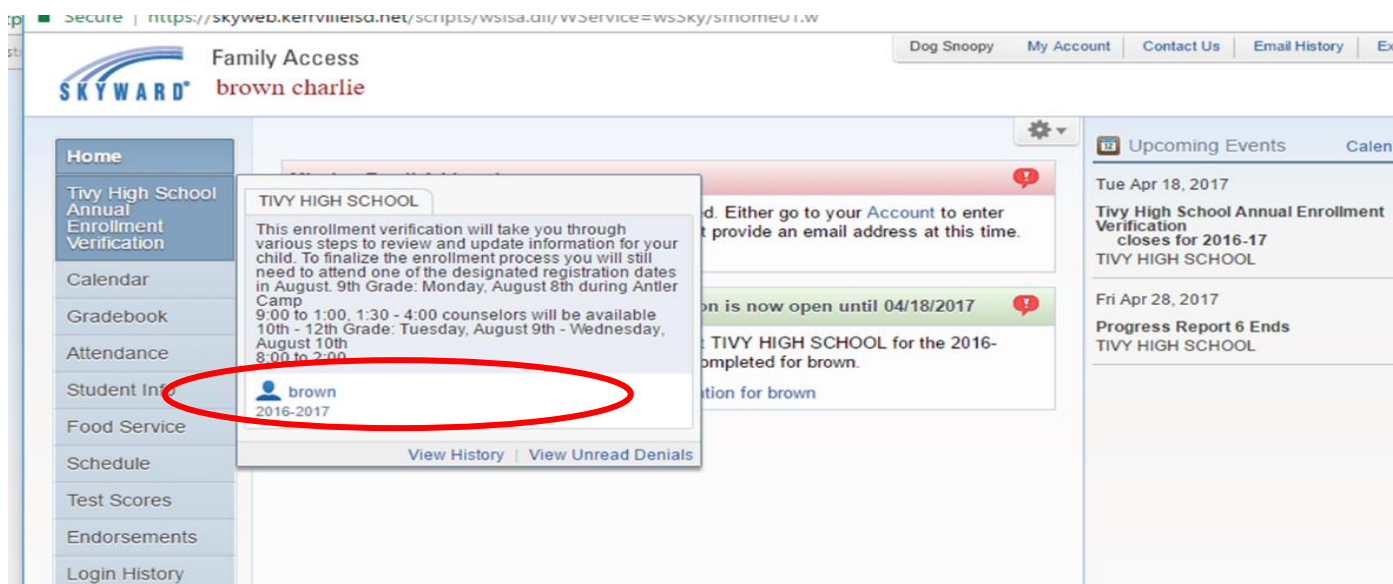 Secure | https://skyweb.kerrvilleisd.net/scripts/wsisa.dll/WService=wsSky/sfhome01.w
Dog Snoopy My Account Contact Us Email History
SKYWARD®
Family Access
brown charlie
Home
Tivy High School
Annual
Enrollment
Verification
Calendar
Gradebook
Attendance
Student Info
Food Service
Schedule
Test Scores
Endorsements
Login History
TIVY HIGH SCHOOL
This enrollment verification will take you through
various steps to review and update information for your
child. To finalize the enrollment process you will still
need to attend one of the designated registration dates
in August. 9th Grade: Monday, August 8th during Antler
Camp
9:00 to 1:00, 1:30 - 4:00 counselors will be available
10th - 12th Grade: Tuesday, August 9th - Wednesday,
August 10th
8:00 to 2:00
brown
2016-2017
View History | View Unread Denials
d. Either go to your Account to enter
t provide an email address at this time.
on is now open until 04/18/2017
TIVY HIGH SCHOOL for the 2016-
ompleted for brown.
ation for brown
12 Upcoming Events Calen
Tue Apr 18, 2017
Tivy High School Annual Enrollment
Verification
closes for 2016-17
TIVY HIGH SCHOOL
Fri Apr 28, 2017
Progress Report 6 Ends
TIVY HIGH SCHOOL